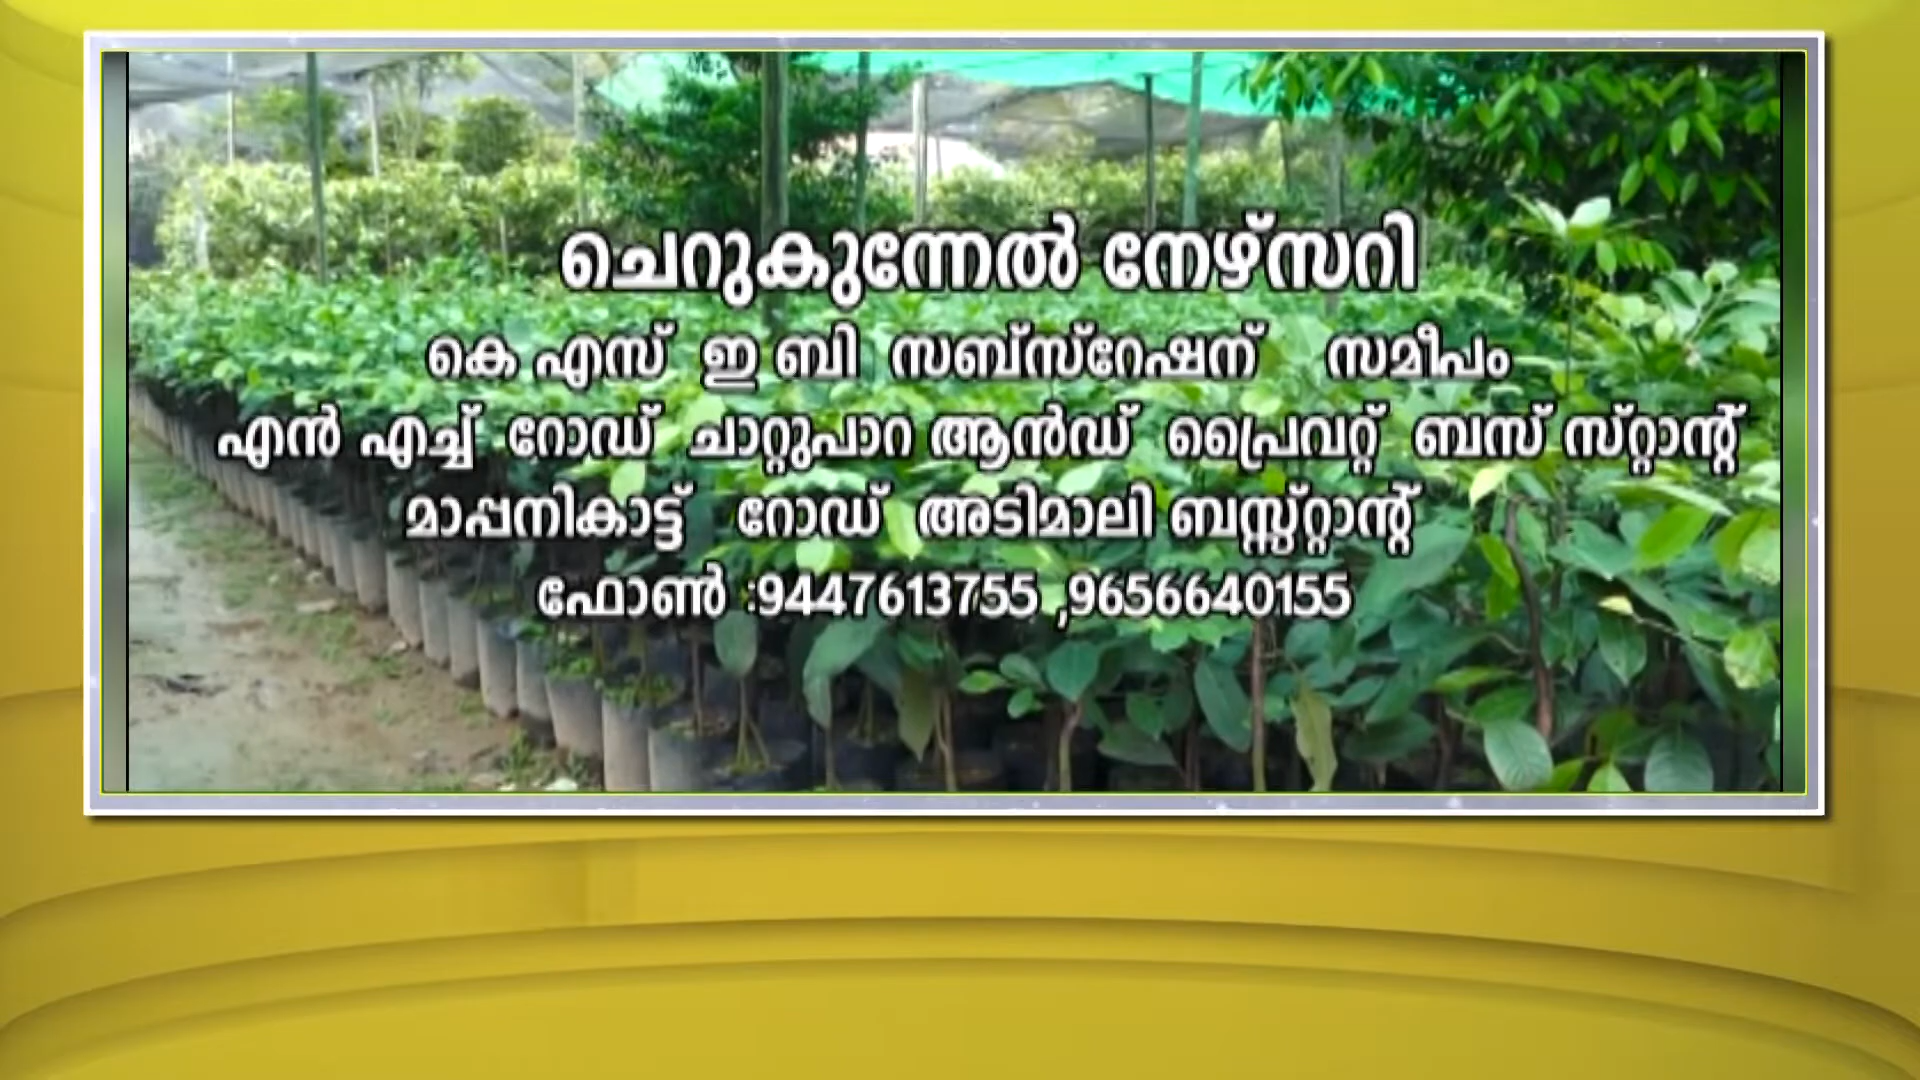 ചെറുകുന്നേൽ നേഴ്സറി
കെ എസ് ഇ ബി സബ്സ്റേഷന് സമീപം
എൻ എച്ച് റോഡ് ചാറ്റുപാറ ആൻഡ് പ്രൈവറ്റ് ബസ് സ്റ്റാന്റ്
മാപ്പനികാട്ട് റോഡ് അടിമാലി ബസ്സ്റ്റാന്റ്
ഫോൺ :9447613755 ,9656640155